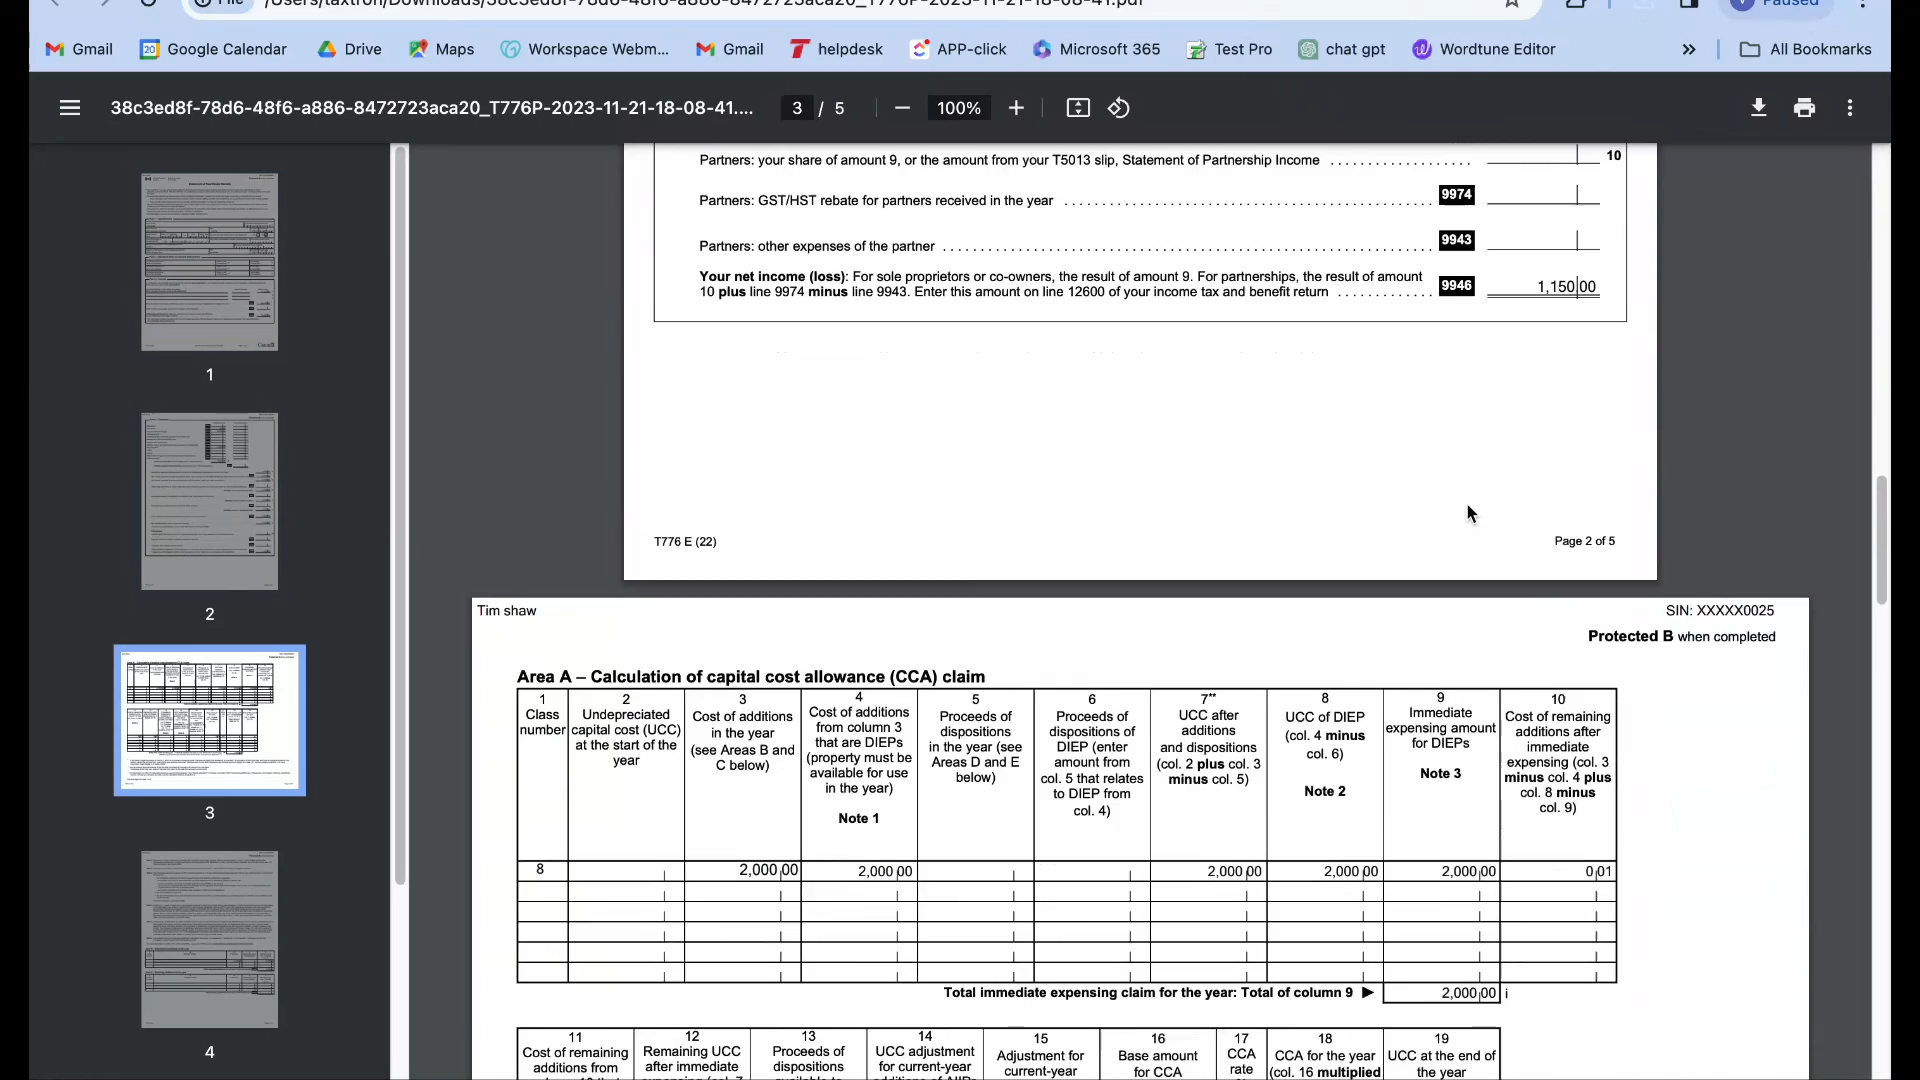 File /Users/taxtron/Downloads/38c3ed8f-78d6-48f6-a886-8472723aca20_T776P-2023-11-21-18-08-41.pdf Paused
Gmail Google Calendar Drive Maps Workspace Webm... Gmail helpdesk APP-click Microsoft 365 Test Pro chat gpt Wordtune Editor » All Bookmarks
38c3ed8f-78d6-48f6-a886-8472723aca20_T776P-2023-11-21-18-08-41.... 3 / 5 100%
1
2
3
4
Partners: your share of amount 9, or the amount from your T5013 slip, Statement of Partnership Income 10
Partners: GST/HST rebate for partners received in the year 9974
Partners: other expenses of the partner 9943
Your net income (loss): For sole proprietors or co-owners, the result of amount 9. For partnerships, the result of amount
10 plus line 9974 minus line 9943. Enter this amount on line 12600 of your income tax and benefit return 9946 1,150 00
T776 E (22) Page 2 of 5
Tim shaw SIN: XXXXX0025
Protected B when completed
Area A – Calculation of capital cost allowance (CCA) claim
1
Class
number
2
Undepreciated
capital cost (UCC)
at the start of the
year
3
Cost of additions
in the year
(see Areas B and
C below)
4
Cost of additions
from column 3
that are DIEPs
(property must be
available for use
in the year)
Note 1
5
Proceeds of
dispositions
in the year (see
Areas D and E
below)
6
Proceeds of
dispositions of
DIEP (enter
amount from
col. 5 that relates
to DIEP from
col. 4)
7**
UCC after
additions
and dispositions
(col. 2 plus col. 3
minus col. 5)
8
UCC of DIEP
(col. 4 minus
col. 6)
Note 2
9
Immediate
expensing amount
for DIEPs
Note 3
10
Cost of remaining
additions after
immediate
expensing (col. 3
minus col. 4 plus
col. 8 minus
col. 9)
8 2,000 00 2,000 00 2,000 00 2,000 00 2,000 00 0 01
Total immediate expensing claim for the year: Total of column 9 ► 2,000 00 i
11
Cost of remaining
additions from
12
Remaining UCC
after immediate
13
Proceeds of
dispositions
14
UCC adjustment
for current-year
15
Adjustment for
current-year
16
Base amount
for CCA
17
CCA
rate
18
CCA for the year
(col. 16 multiplied
19
UCC at the end of
the year